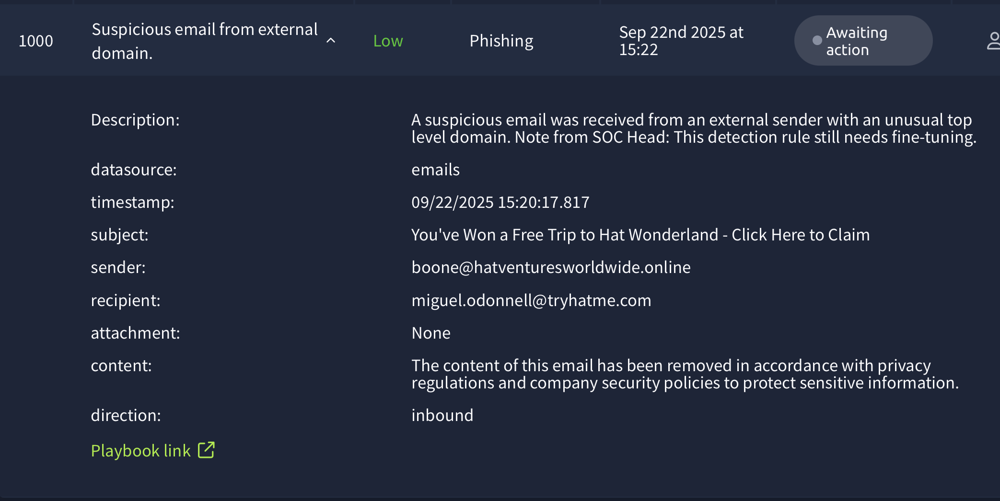 1000
Suspicious email from external
domain.
Low
Phishing
Sep 22nd 2025 at
15:22
Awaiting
action
Description:
A suspicious email was received from an external sender with an unusual top
level domain. Note from SOC Head: This detection rule still needs fine-tuning.
datasource:
emails
timestamp:
09/22/2025 15:20:17.817
subject:
You've Won a Free Trip to Hat Wonderland - Click Here to Claim
sender:
boone@hatventuresworldwide.online
recipient:
miguel.odonnell@tryhatme.com
attachment:
None
content:
The content of this email has been removed in accordance with privacy
regulations and company security policies to protect sensitive information.
direction:
inbound
Playbook link